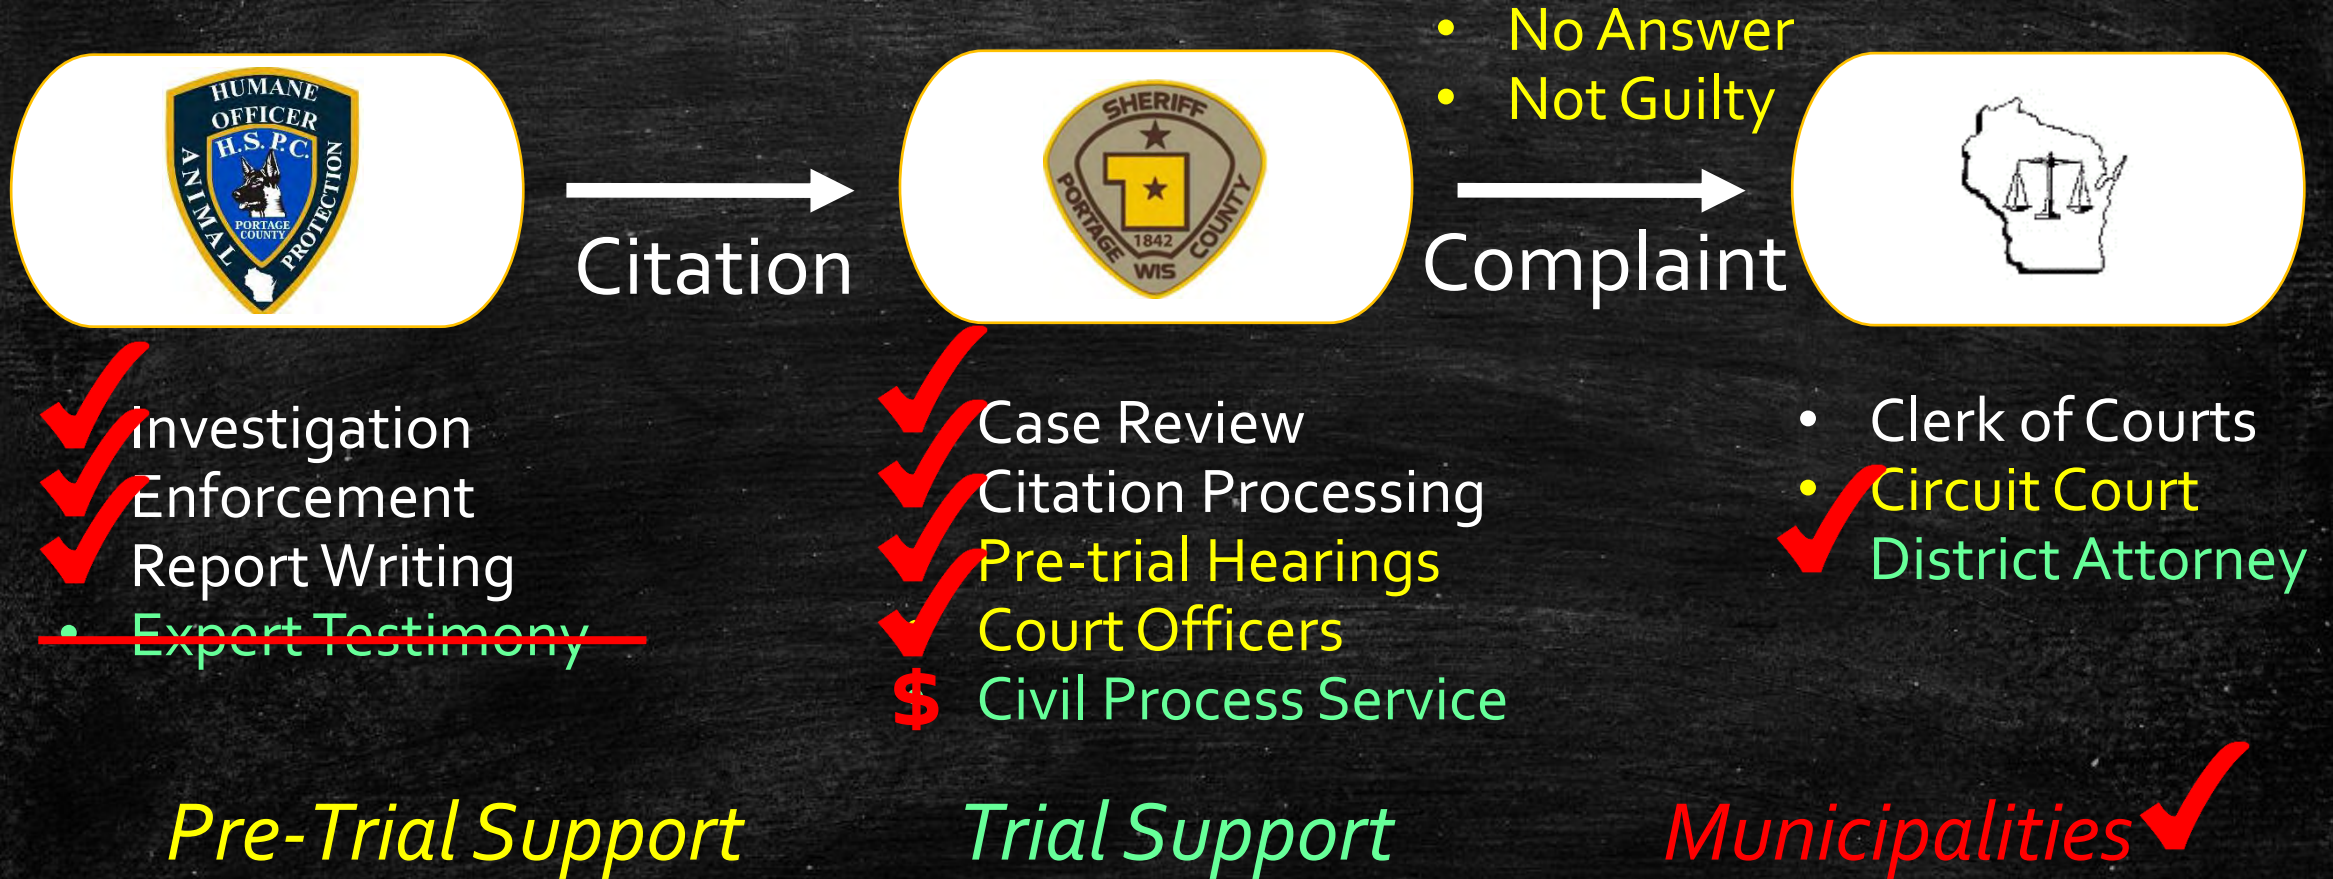 • No Answer
• Not Guilty
HUMANE
OFFICER
H.S.P.C.
ANIMAL
PROTECTION
PORTAGE
COUNTY
Citation
SHERIFF
PORTAGE
COUNTY
1842
WIS
Complaint
Investigation
Enforcement
Report Writing
• Expert Testimony
Case Review
Citation Processing
Pre-trial Hearings
Court Officers
$ Civil Process Service
• Clerk of Courts
• Circuit Court
District Attorney
Pre-Trial Support
Trial Support
Municipalities